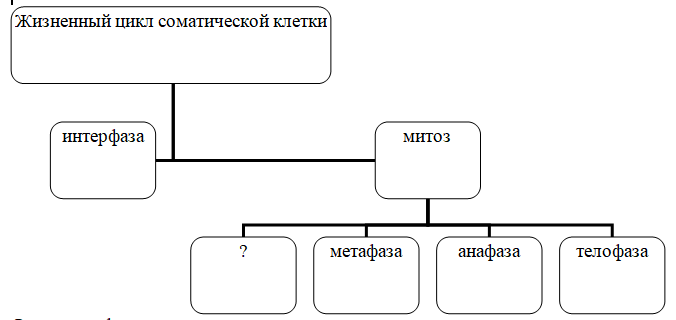 Жизненный цикл соматической клетки
интерфаза
митоз
?
метафаза
анафаза
телофаза